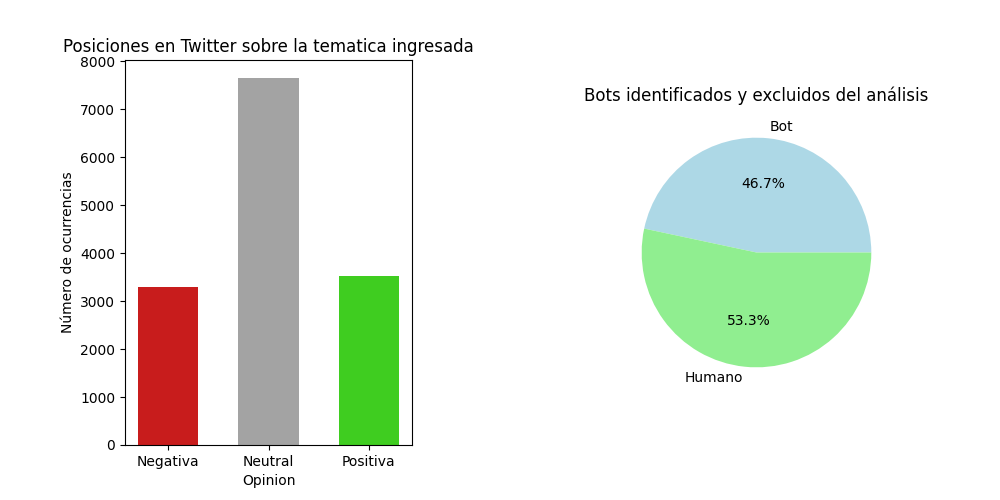 Posiciones en Twitter sobre la tematica ingresada
8000
7000
6000
5000
4000
3000
2000
1000
0
Número de ocurrencias
Negativa
Neutral
Positiva
Opinion
Bots identificados y excluidos del análisis
Bot
46.7%
53.3%
Humano